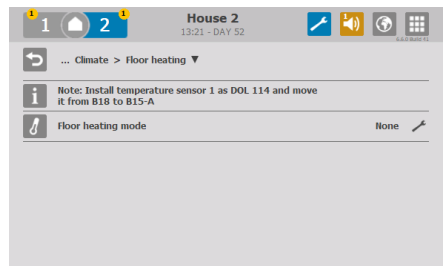 1 1 2 1
House 2
13:21 - DAY 52
1
... Climate > Floor heating ▼
i Note: Install temperature sensor 1 as DOL 114 and move
it from B18 to B15-A
Floor heating mode None